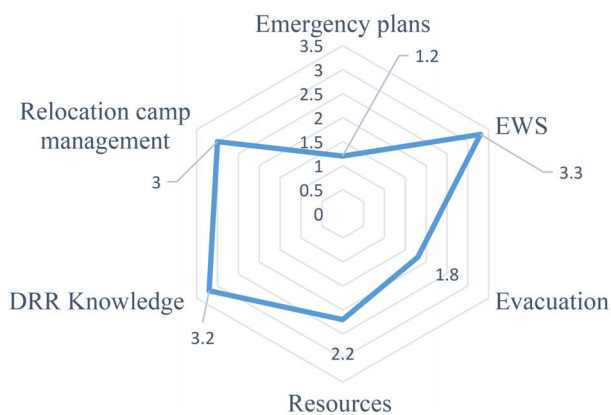 Emergency plans
3.5
3
2.5
2
1.5
1
0.5
0
1.2
EWS
3.3
Evacuation
1.8
Resources
2.2
DRR Knowledge
3.2
Relocation camp
management
3